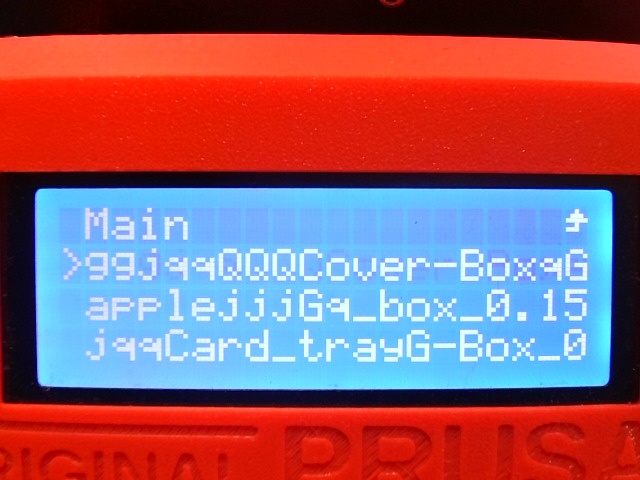 Main
>ggjqqQQQCover-BoxqG
applejjjGq_box_0.15
jqqCard_trayG-Box_0
ORIGINAL PRUSA